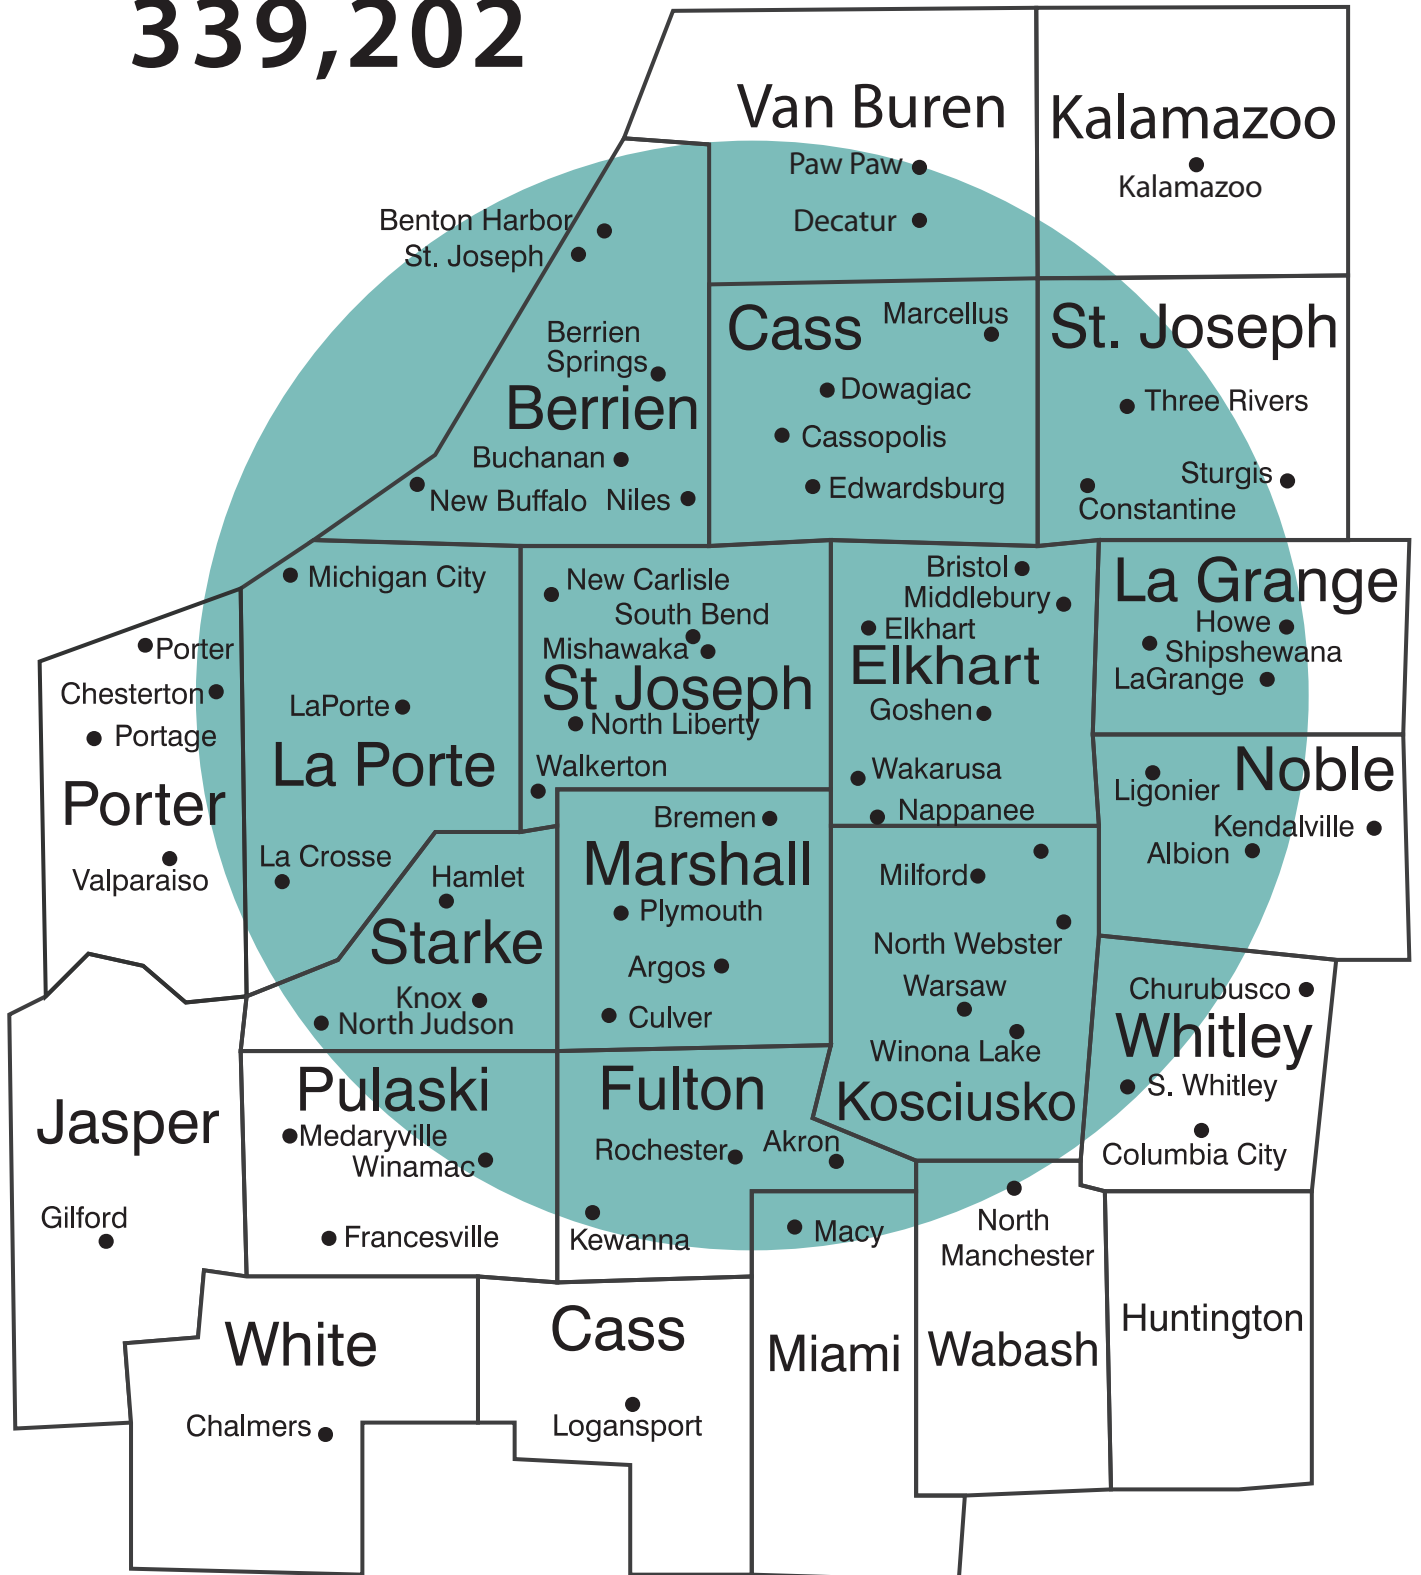 339,202
Van Buren
Kalamazoo
Paw Paw
Kalamazoo
Decatur
Benton Harbor
St. Joseph
Berrien
Springs
Cass
Marcellus
St. Joseph
Berrien
Dowagiac
Three Rivers
Cassopolis
Buchanan
New Buffalo
Niles
Edwardsburg
Sturgis
Constantine
Michigan City
New Carlisle
South Bend
Mishawaka
St Joseph
North Liberty
Walkerton
Bristol
Middlebury
Elkhart
Elkhart
Goshen
Wakarusa
Nappanee
La Grange
Howe
Shipshewana
LaGrange
Porter
Chesterton
Portage
Porter
Valparaiso
LaPorte
La Porte
La Crosse
Hamlet
Starke
Knox
North Judson
Bremen
Marshall
Plymouth
Argos
Culver
Milford
North Webster
Warsaw
Winona Lake
Kosciusko
Noble
Ligonier
Kendalville
Albion
Churubusco
Whitley
S. Whitley
Columbia City
Jasper
Gilford
Pulaski
Medaryville
Winamac
Francesville
Fulton
Rochester
Akron
Kewanna
Macy
North
Manchester
White
Chalmers
Cass
Logansport
Miami
Wabash
Huntington